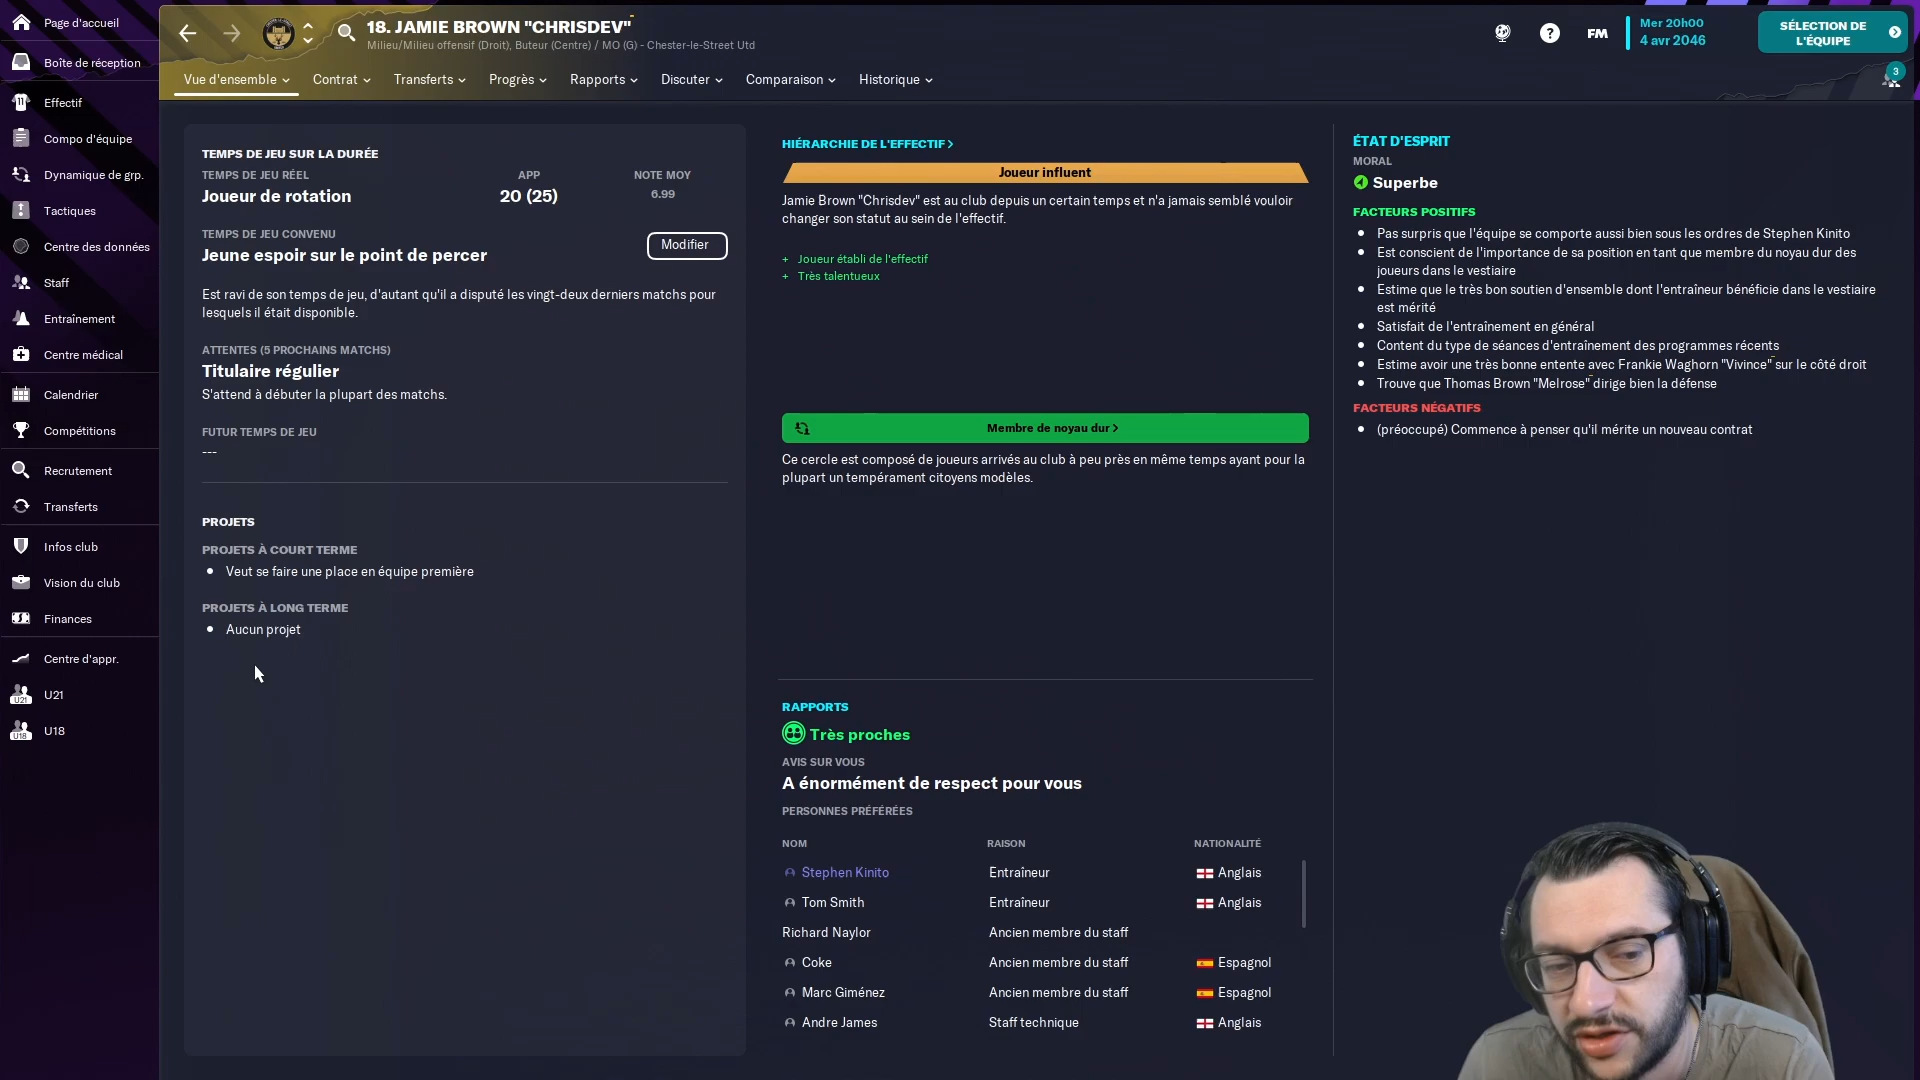 Page d'accueil
Boîte de réception
Effectif
Compo d'équipe
Dynamique de grp.
Tactiques
Centre des données
Staff
Entraînement
Centre médical
Calendrier
Compétitions
Recrutement
Transferts
Infos club
Vision du club
Finances
Centre d'appr.
U21
U21
U18
U18
18. JAMIE BROWN "CHRISDEV"
Milieu/Milieu offensif (Droit), Buteur (Centre) / MO (G) - Chester-le-Street Utd
? FM
Mer 20h00
4 avr 2046
SÉLECTION DE
L'ÉQUIPE
3
Vue d'ensemble Contrat Transferts Progrès Rapports Discuter Comparaison Historique
TEMPS DE JEU SUR LA DURÉE
TEMPS DE JEU RÉEL APP NOTE MOY
Joueur de rotation 20 (25) 6.99
TEMPS DE JEU CONVENU
Jeune espoir sur le point de percer
Modifier
Est ravi de son temps de jeu, d'autant qu'il a disputé les vingt-deux derniers matchs pour
lesquels il était disponible.
ATTENTES (5 PROCHAINS MATCHS)
Titulaire régulier
S'attend à débuter la plupart des matchs.
FUTUR TEMPS DE JEU
---
PROJETS
PROJETS À COURT TERME
• Veut se faire une place en équipe première
PROJETS À LONG TERME
• Aucun projet
HIÉRARCHIE DE L'EFFECTIF >
Joueur influent
Jamie Brown "Chrisdev" est au club depuis un certain temps et n'a jamais semblé vouloir
changer son statut au sein de l'effectif.
+ Joueur établi de l'effectif
+ Très talentueux
Membre de noyau dur >
Ce cercle est composé de joueurs arrivés au club à peu près en même temps ayant pour la
plupart un tempérament citoyens modèles.
RAPPORTS
Très proches
AVIS SUR VOUS
A énormément de respect pour vous
PERSONNES PRÉFÉRÉES
NOM RAISON NATIONALITÉ
Stephen Kinito Entraîneur Anglais
Tom Smith Entraîneur Anglais
Richard Naylor Ancien membre du staff
Coke Ancien membre du staff Espagnol
Marc Giménez Ancien membre du staff Espagnol
Andre James Staff technique Anglais
ÉTAT D'ESPRIT
MORAL
Superbe
FACTEURS POSITIFS
• Pas surpris que l'équipe se comporte aussi bien sous les ordres de Stephen Kinito
• Est conscient de l'importance de sa position en tant que membre du noyau dur des
joueurs dans le vestiaire
• Estime que le très bon soutien d'ensemble dont l'entraîneur bénéficie dans le vestiaire
est mérité
• Satisfait de l'entraînement en général
• Content du type de séances d'entraînement des programmes récents
• Estime avoir une très bonne entente avec Frankie Waghorn "Vivince" sur le côté droit
• Trouve que Thomas Brown "Melrose" dirige bien la défense
FACTEURS NÉGATIFS
• (préoccupé) Commence à penser qu'il mérite un nouveau contrat